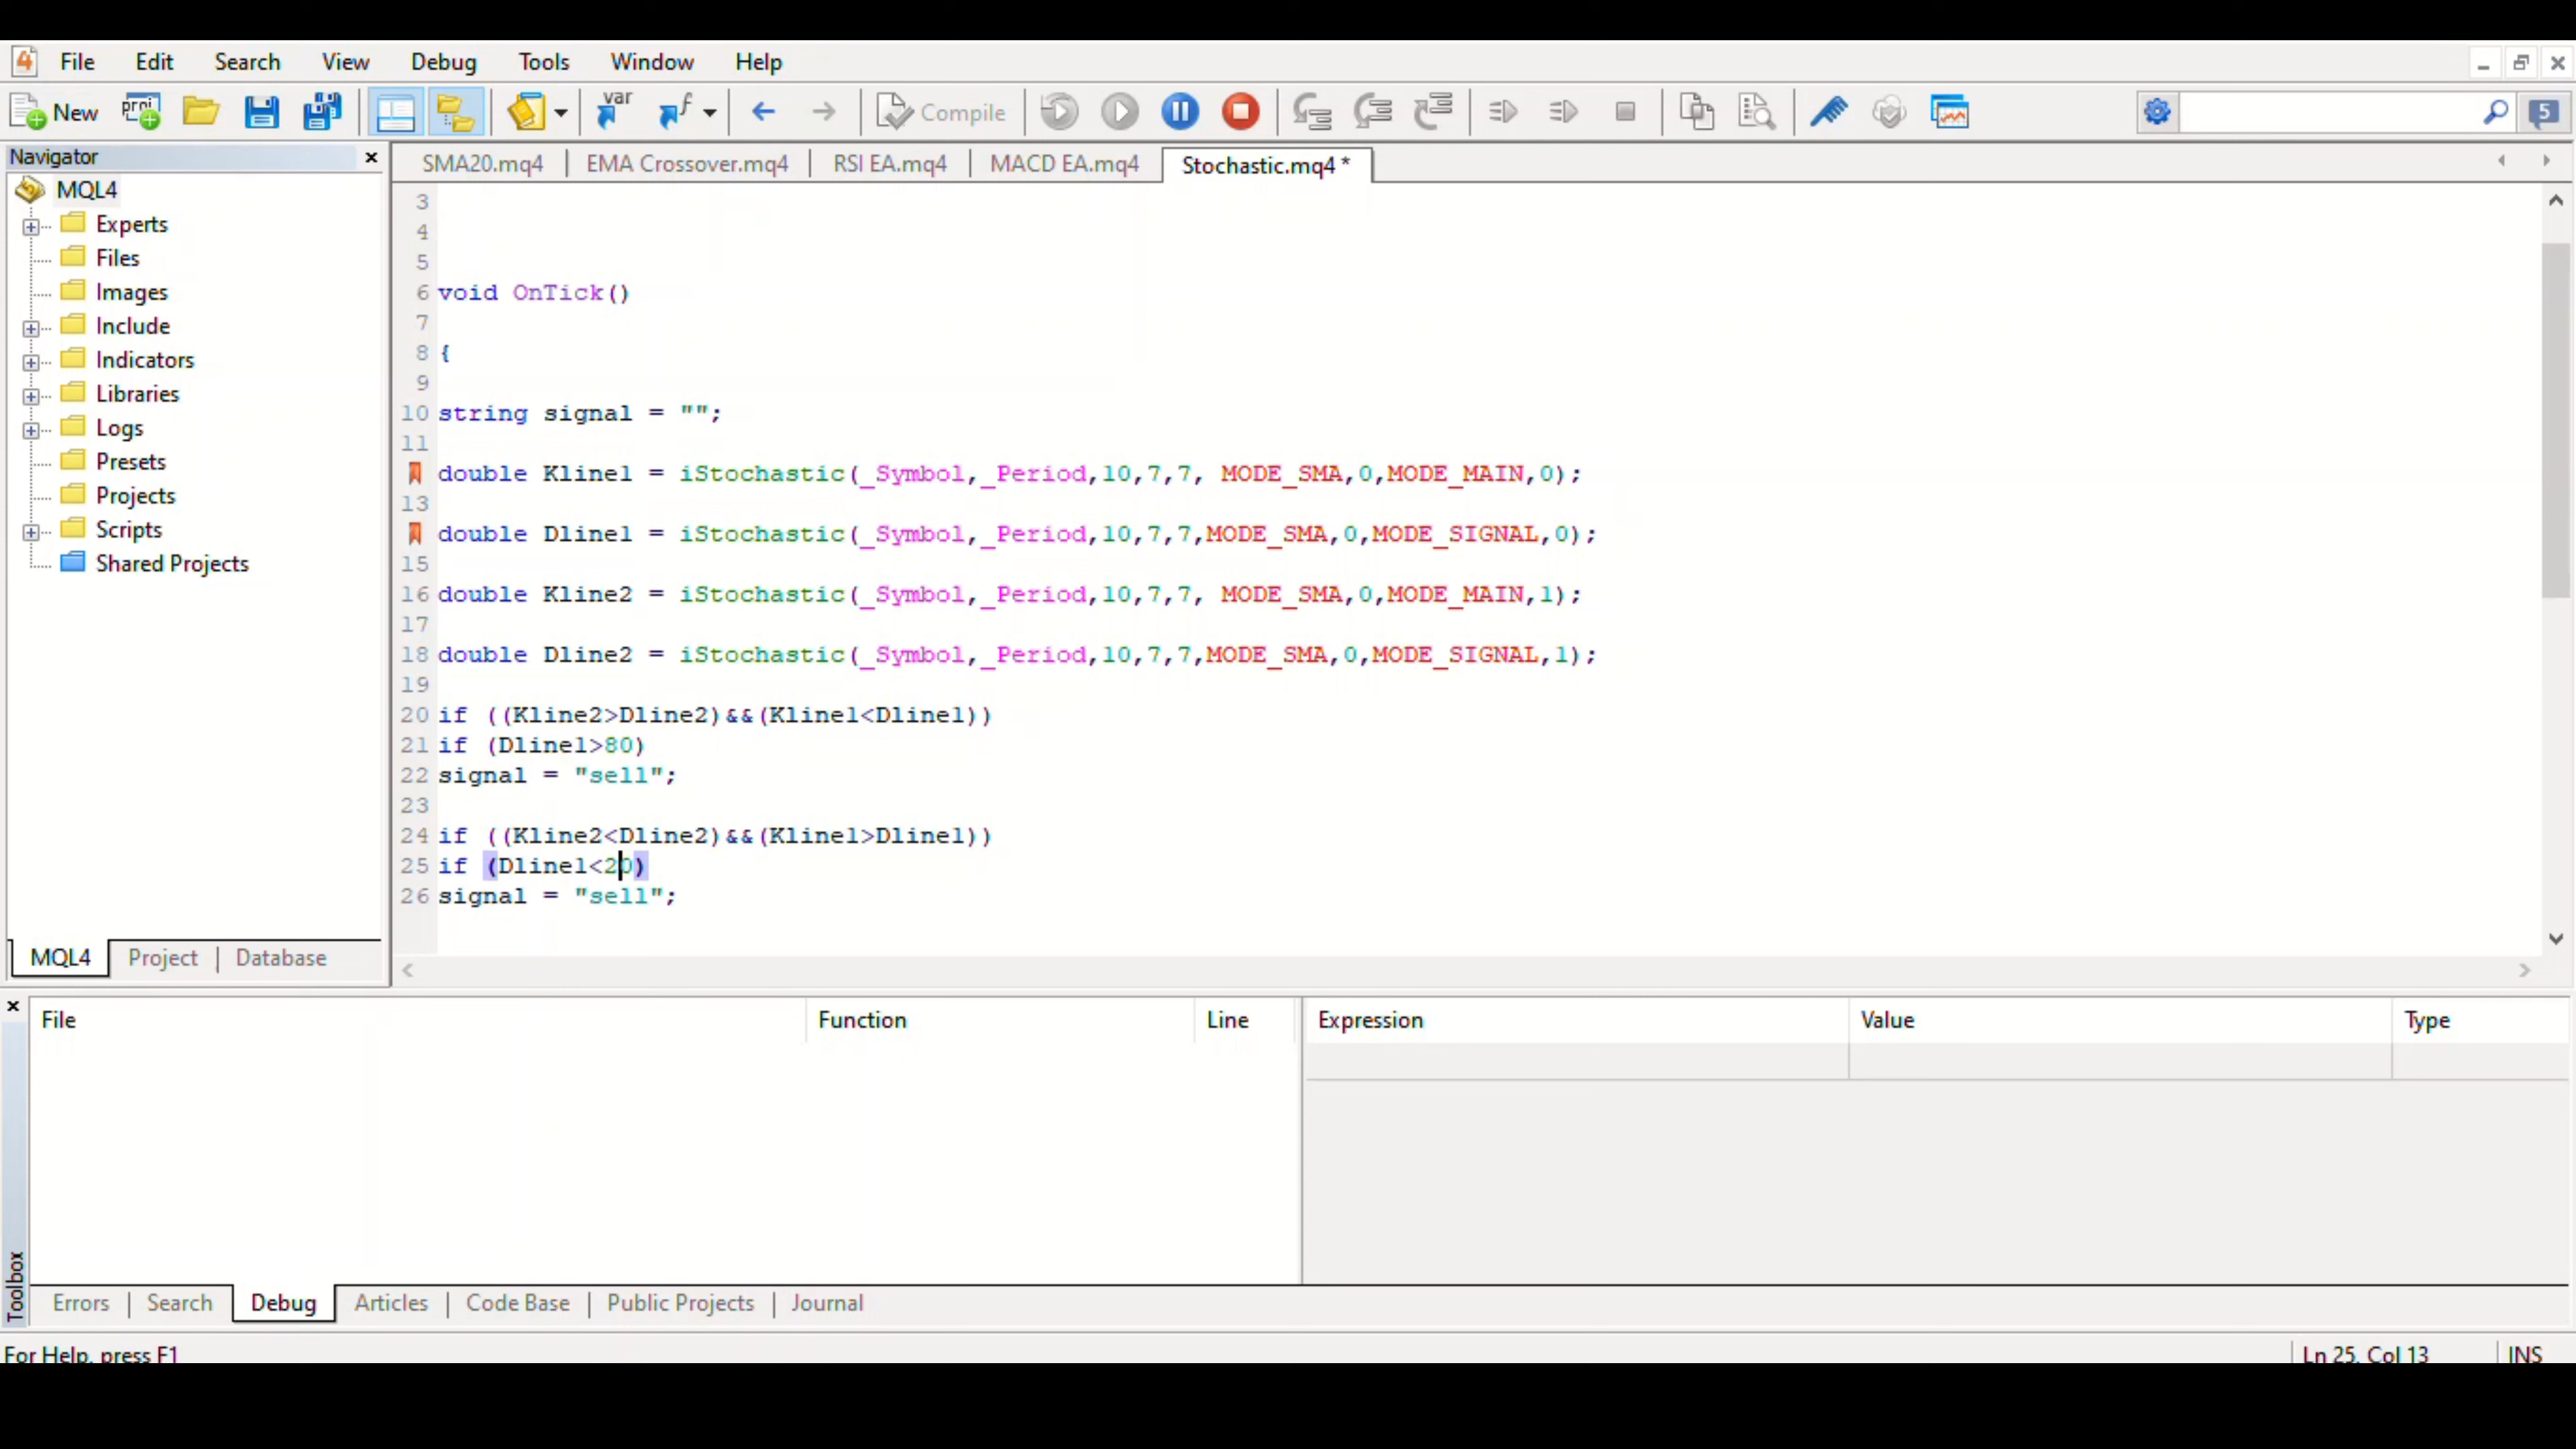 File Edit Search View Debug Tools Window Help
New proj var f Compile 5
Navigator
SMA20.mq4 EMA Crossover.mq4 RSI EA.mq4 MACD EA.mq4 Stochastic.mq4 *
MQL4
Experts
Files
Images
Include
Indicators
Libraries
Logs
Presets
Projects
Scripts
Shared Projects
MQL4 Project Database
3
4
5
6 void OnTick()
7
8 {
9
10 string signal = "";
11
double Kline1 = iStochastic(_Symbol,_Period,10,7,7, MODE_SMA,0,MODE_MAIN,0);
13
double Dline1 = iStochastic(_Symbol,_Period,10,7,7,MODE_SMA,0,MODE_SIGNAL,0);
15
16 double Kline2 = iStochastic(_Symbol,_Period,10,7,7, MODE_SMA,0,MODE_MAIN,1);
17
18 double Dline2 = iStochastic(_Symbol,_Period,10,7,7,MODE_SMA,0,MODE_SIGNAL,1);
19
20 if ((Kline2>Dline2)&&(Kline1<Dline1))
21 if (Dline1>80)
22 signal = "sell";
23
24 if ((Kline2<Dline2)&&(Kline1>Dline1))
25 if (Dline1<20)
26 signal = "sell";
File Function Line Expression Value Type
Toolbox
Errors Search Debug Articles Code Base Public Projects Journal
For Help, press F1 Ln 25, Col 13 INS